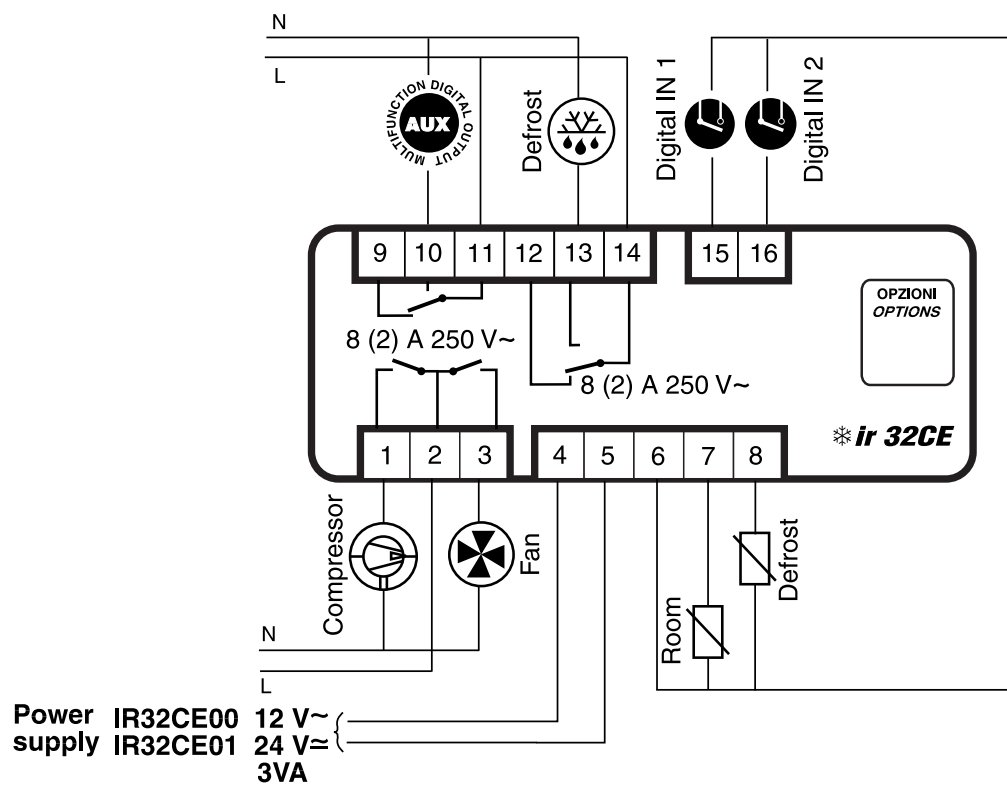 N
L
MULTIFUNCTION DIGITAL OUTPUT
AUX
Defrost
Digital IN 1
Digital IN 2
9 10 11 12 13 14
15 16
8 (2) A 250 V~
8 (2) A 250 V~
OPZIONI
OPTIONS
ir 32CE
1 2 3
4 5 6 7 8
Compressor
Fan
Room
Defrost
N
L
Power supply
IR32CE00 12 V~
IR32CE01 24 V≃
3VA